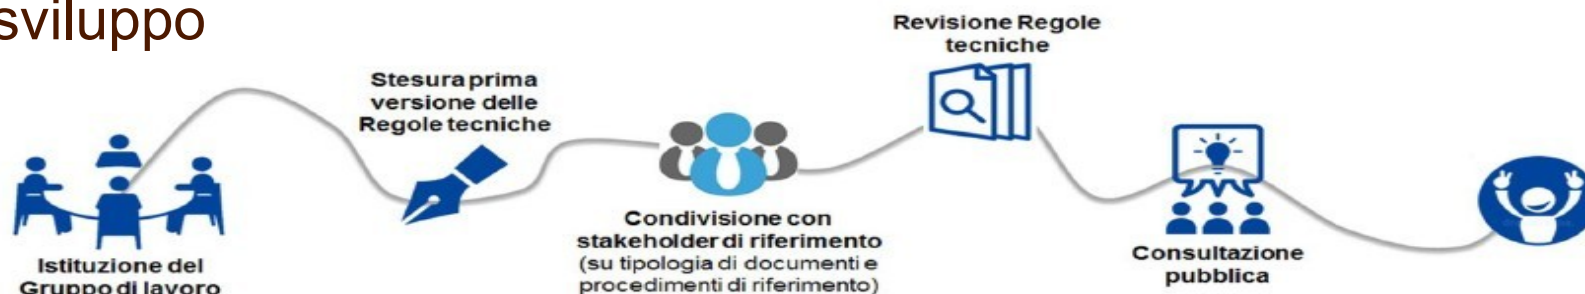 sviluppo
Istituzione del
Gruppo di lavoro
Stesura prima
versione delle
Regole tecniche
Condivisione con
stakeholder di riferimento
(su tipologia di documenti e
procedimenti di riferimento)
Revisione Regole
tecniche
Consultazione
pubblica